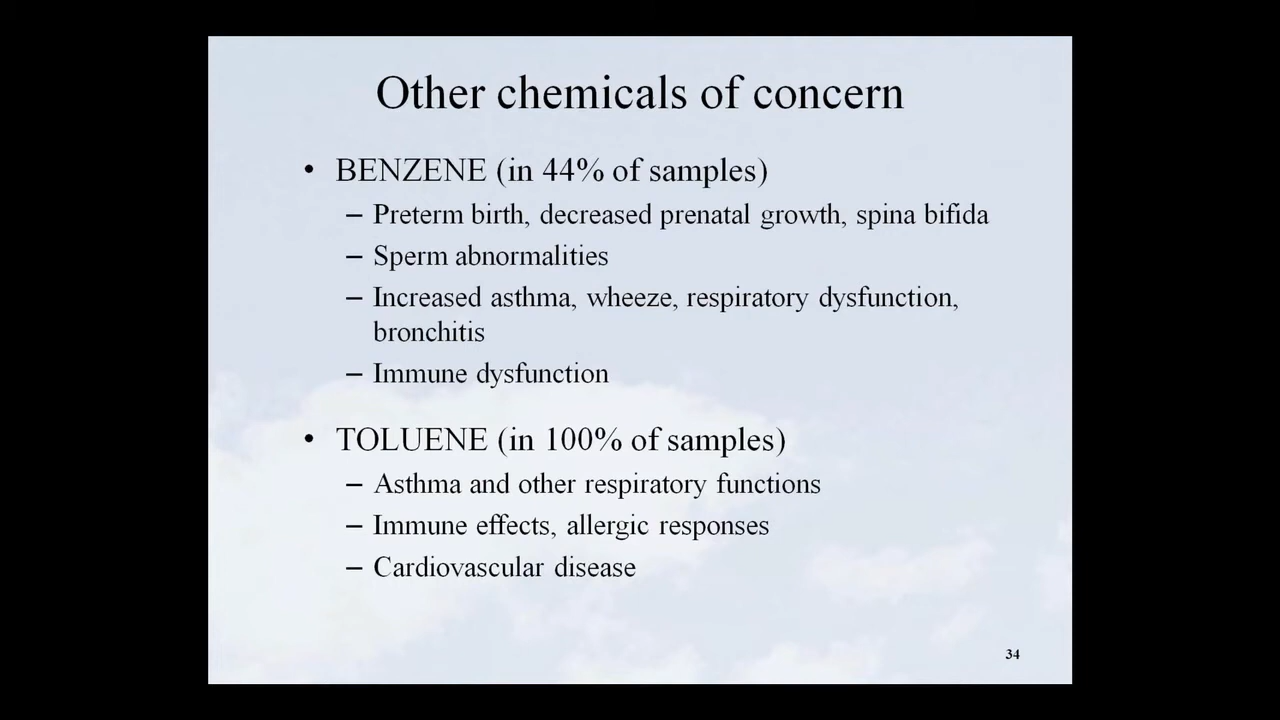 Other chemicals of concern
• BENZENE (in 44% of samples)
– Preterm birth, decreased prenatal growth, spina bifida
– Sperm abnormalities
– Increased asthma, wheeze, respiratory dysfunction,
bronchitis
– Immune dysfunction
• TOLUENE (in 100% of samples)
– Asthma and other respiratory functions
– Immune effects, allergic responses
– Cardiovascular disease
34